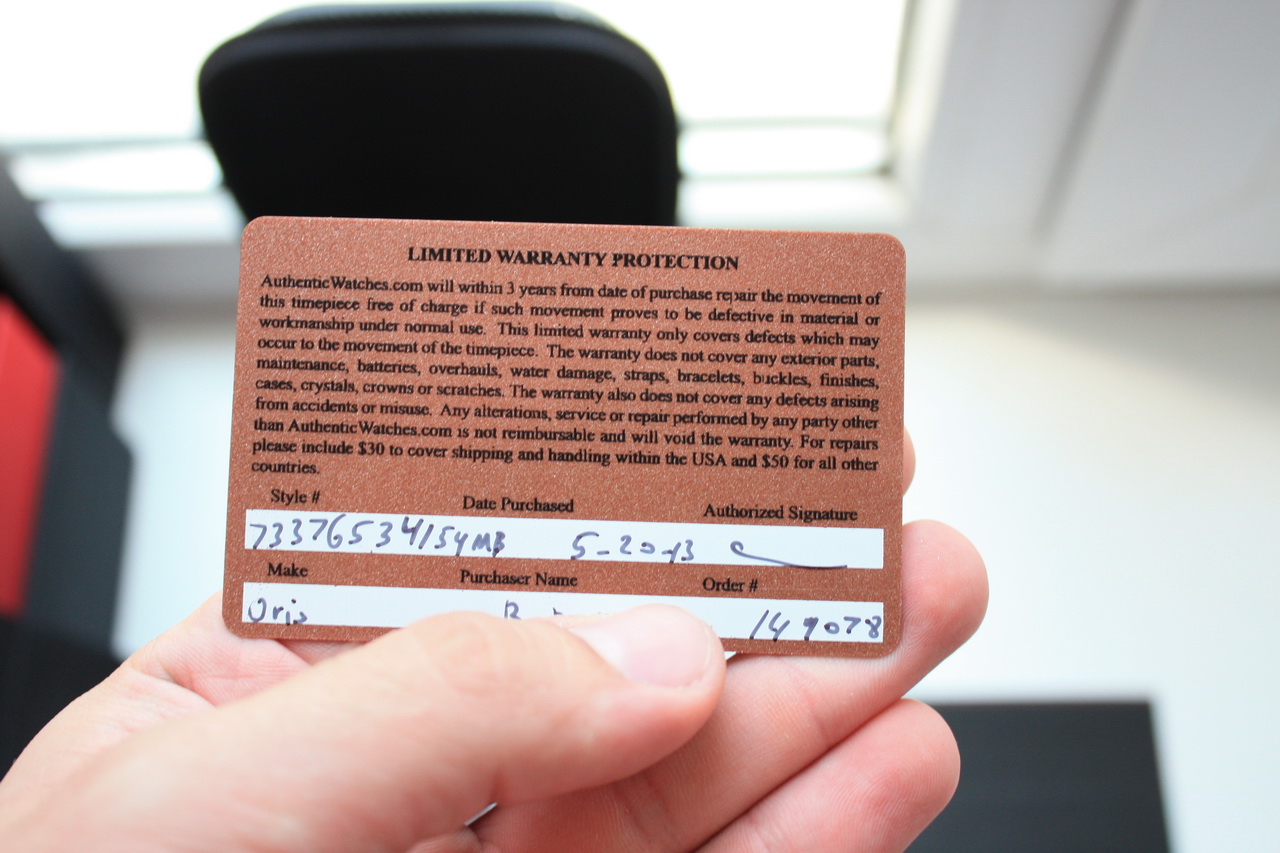 LIMITED WARRANTY PROTECTION
AuthenticWatches.com will within 3 years from date of purchase repair the movement of
this timepiece free of charge if such movement proves to be defective in material or
workmanship under normal use. This limited warranty only covers defects which may
occur to the movement of the timepiece. The warranty does not cover any exterior parts,
maintenance, batteries, overhauls, water damage, straps, bracelets, buckles, finishes,
cases, crystals, crowns or scratches. The warranty also does not cover any defects arising
from accidents or misuse. Any alterations, service or repair performed by any party other
than AuthenticWatches.com is not reimbursable and will void the warranty. For repairs
please include $30 to cover shipping and handling within the USA and $50 for all other
countries.
Style # Date Purchased Authorized Signature
73376534154MB 5-20-13
Make Purchaser Name Order #
Oris 149078